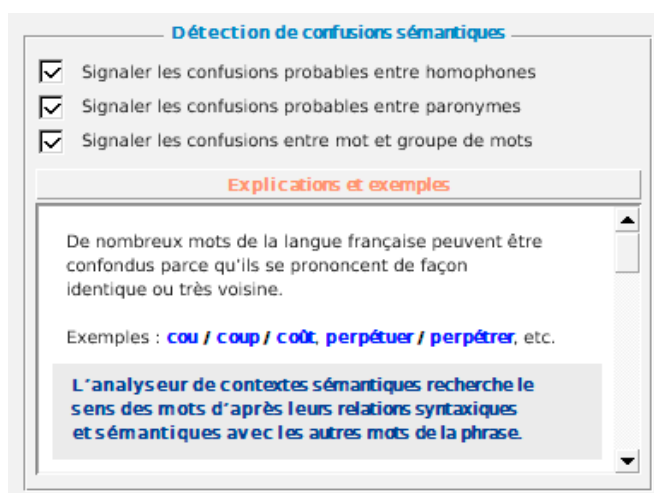 Détection de confusions sémantiques
Signaler les confusions probables entre homophones
Signaler les confusions probables entre paronymes
Signaler les confusions entre mot et groupe de mots
Explications et exemples
De nombreux mots de la langue française peuvent être
confondus parce qu'ils se prononcent de façon
identique ou très voisine.
Exemples : cou / coup / coût, perpétuer / perpétrer, etc.
L'analyseur de contextes sémantiques recherche le
sens des mots d'après leurs relations syntaxiques
et sémantiques avec les autres mots de la phrase.